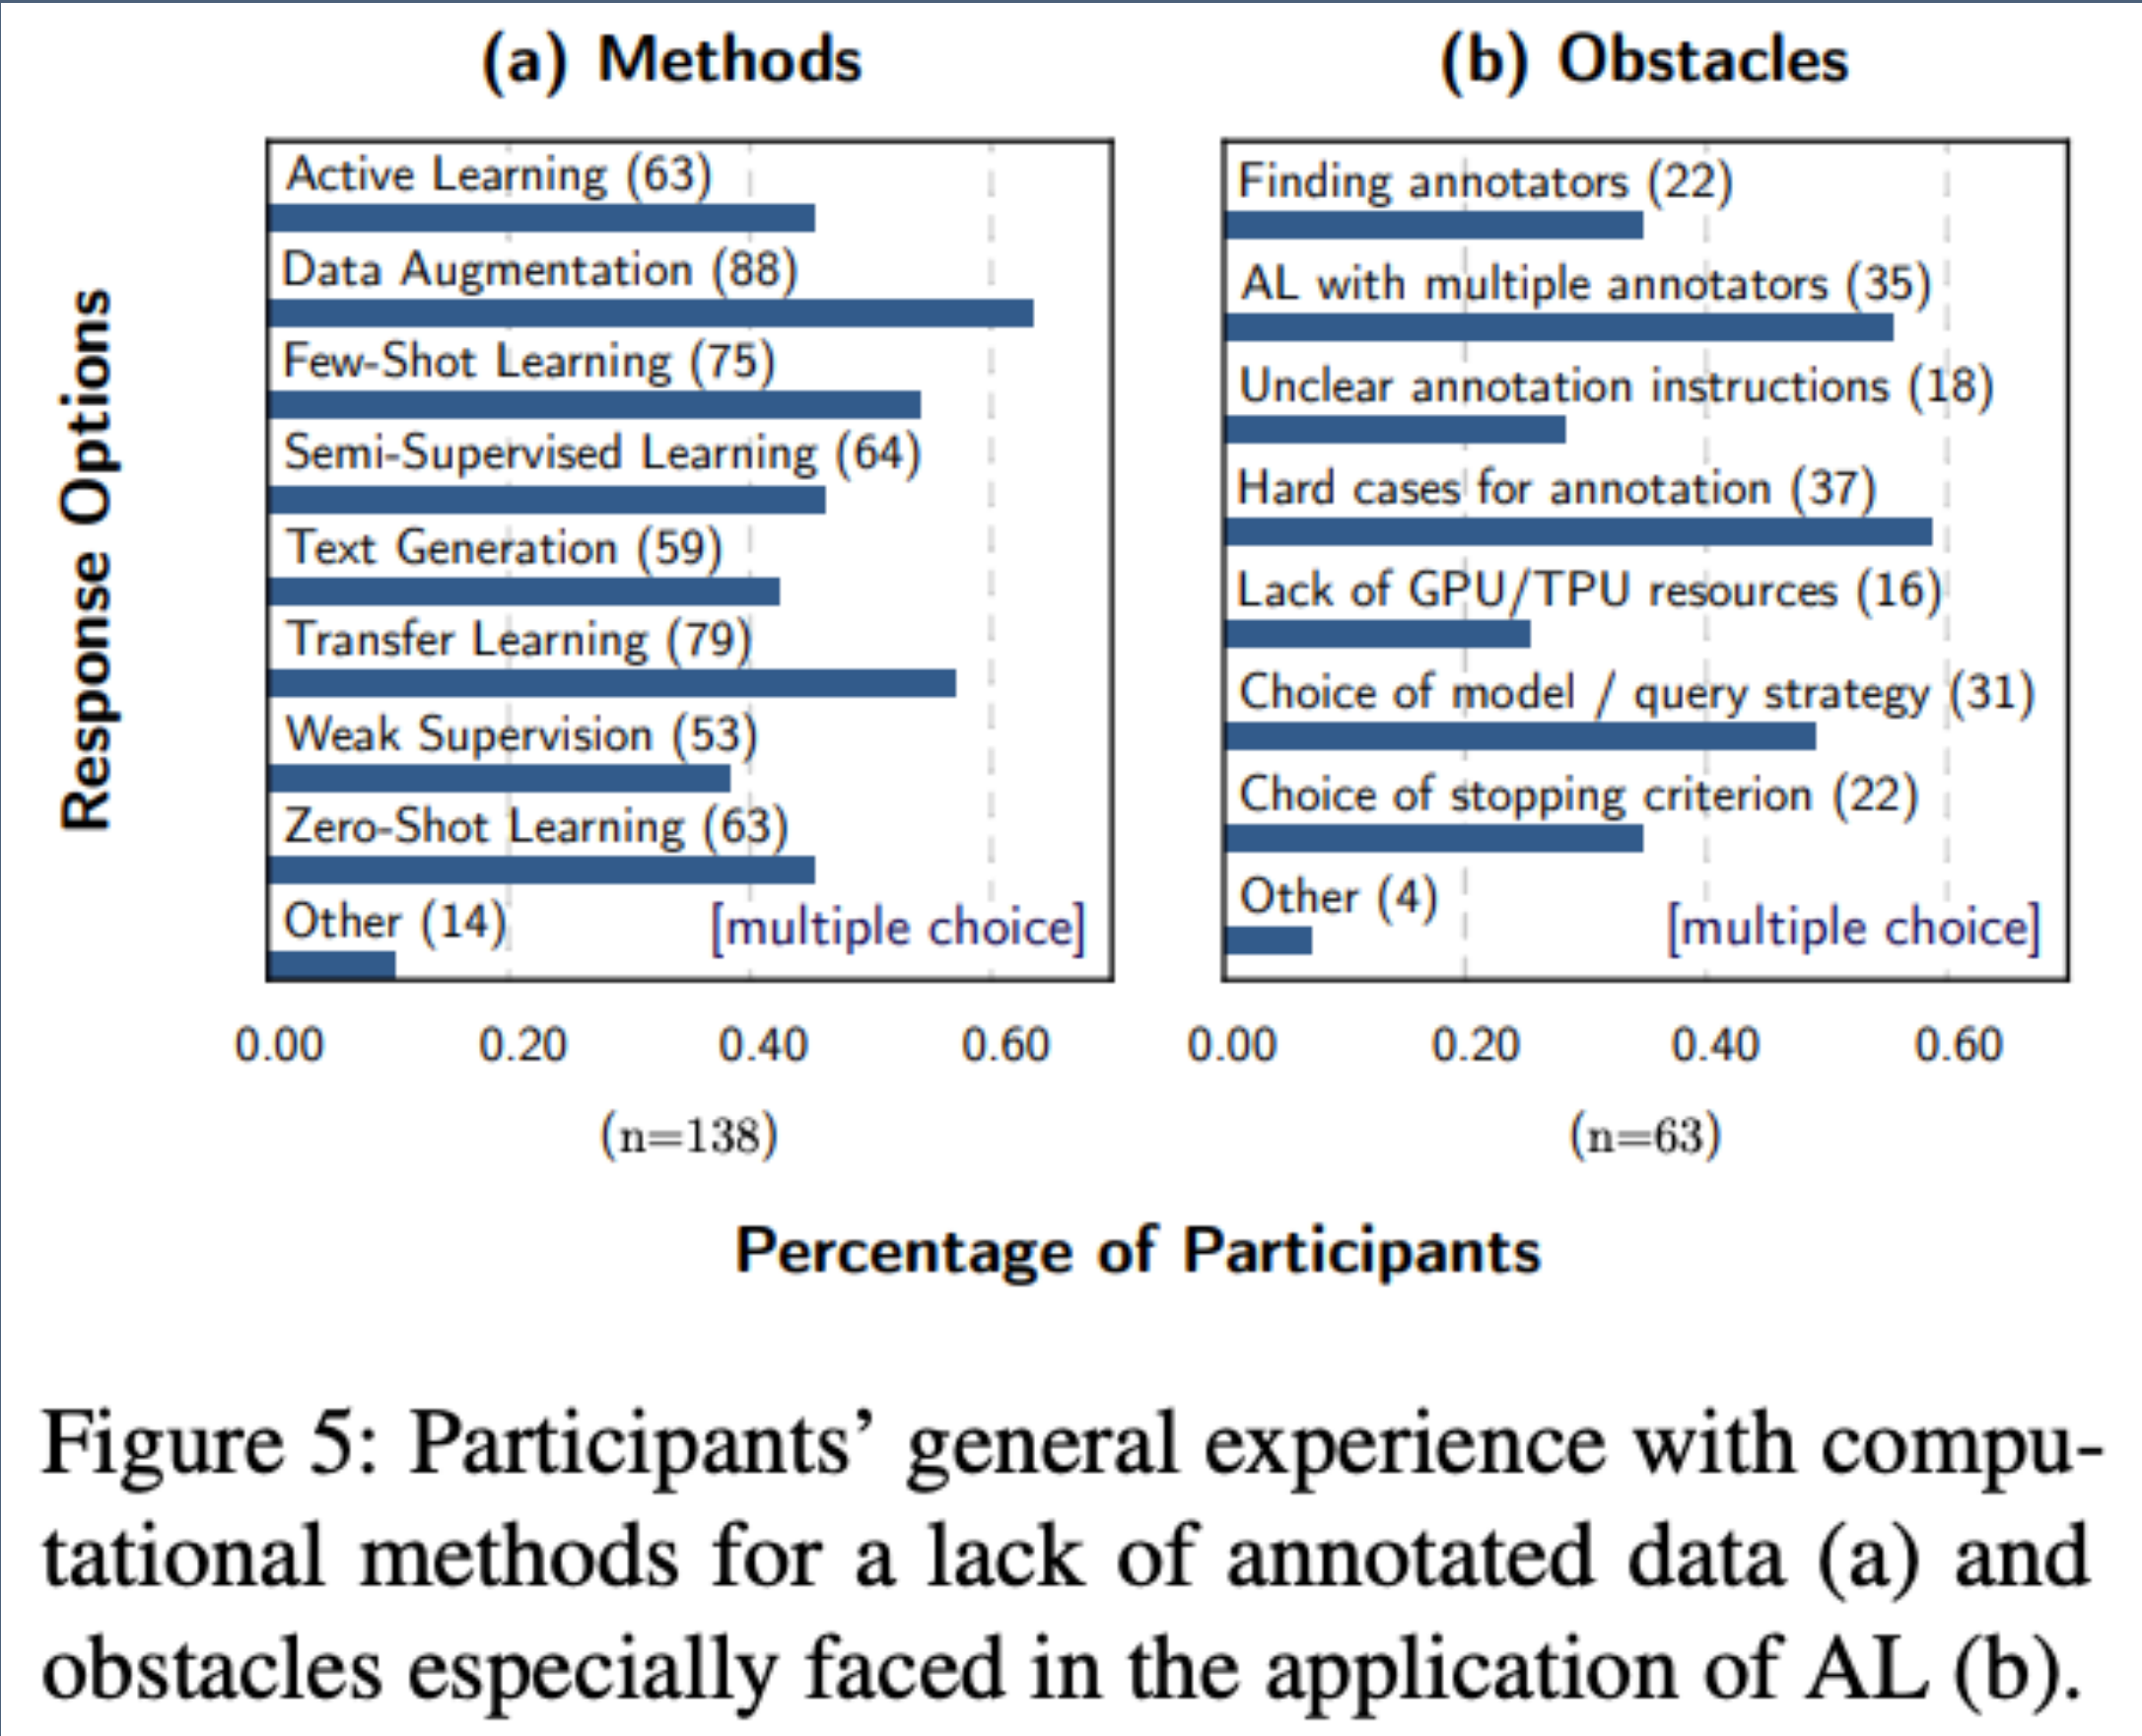 (a) Methods
(b) Obstacles
Response Options
Active Learning (63)
Data Augmentation (88)
Few-Shot Learning (75)
Semi-Supervised Learning (64)
Text Generation (59)
Transfer Learning (79)
Weak Supervision (53)
Zero-Shot Learning (63)
Other (14)
[multiple choice]
0.00 0.20 0.40 0.60
(n=138)
Finding annotators (22)
AL with multiple annotators (35)
Unclear annotation instructions (18)
Hard cases for annotation (37)
Lack of GPU/TPU resources (16)
Choice of model / query strategy (31)
Choice of stopping criterion (22)
Other (4)
[multiple choice]
0.00 0.20 0.40 0.60
(n=63)
Percentage of Participants
Figure 5: Participants’ general experience with compu-
tational methods for a lack of annotated data (a) and
obstacles especially faced in the application of AL (b).